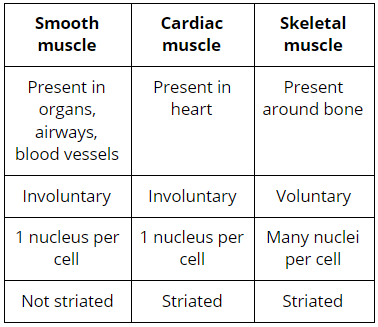 Smooth
muscle
Cardiac
muscle
Skeletal
muscle
Present in
organs,
airways,
blood vessels
Present in
heart
Present
around bone
Involuntary
Involuntary
Voluntary
1 nucleus per
cell
1 nucleus per
cell
Many nuclei
per cell
Not striated
Striated
Striated